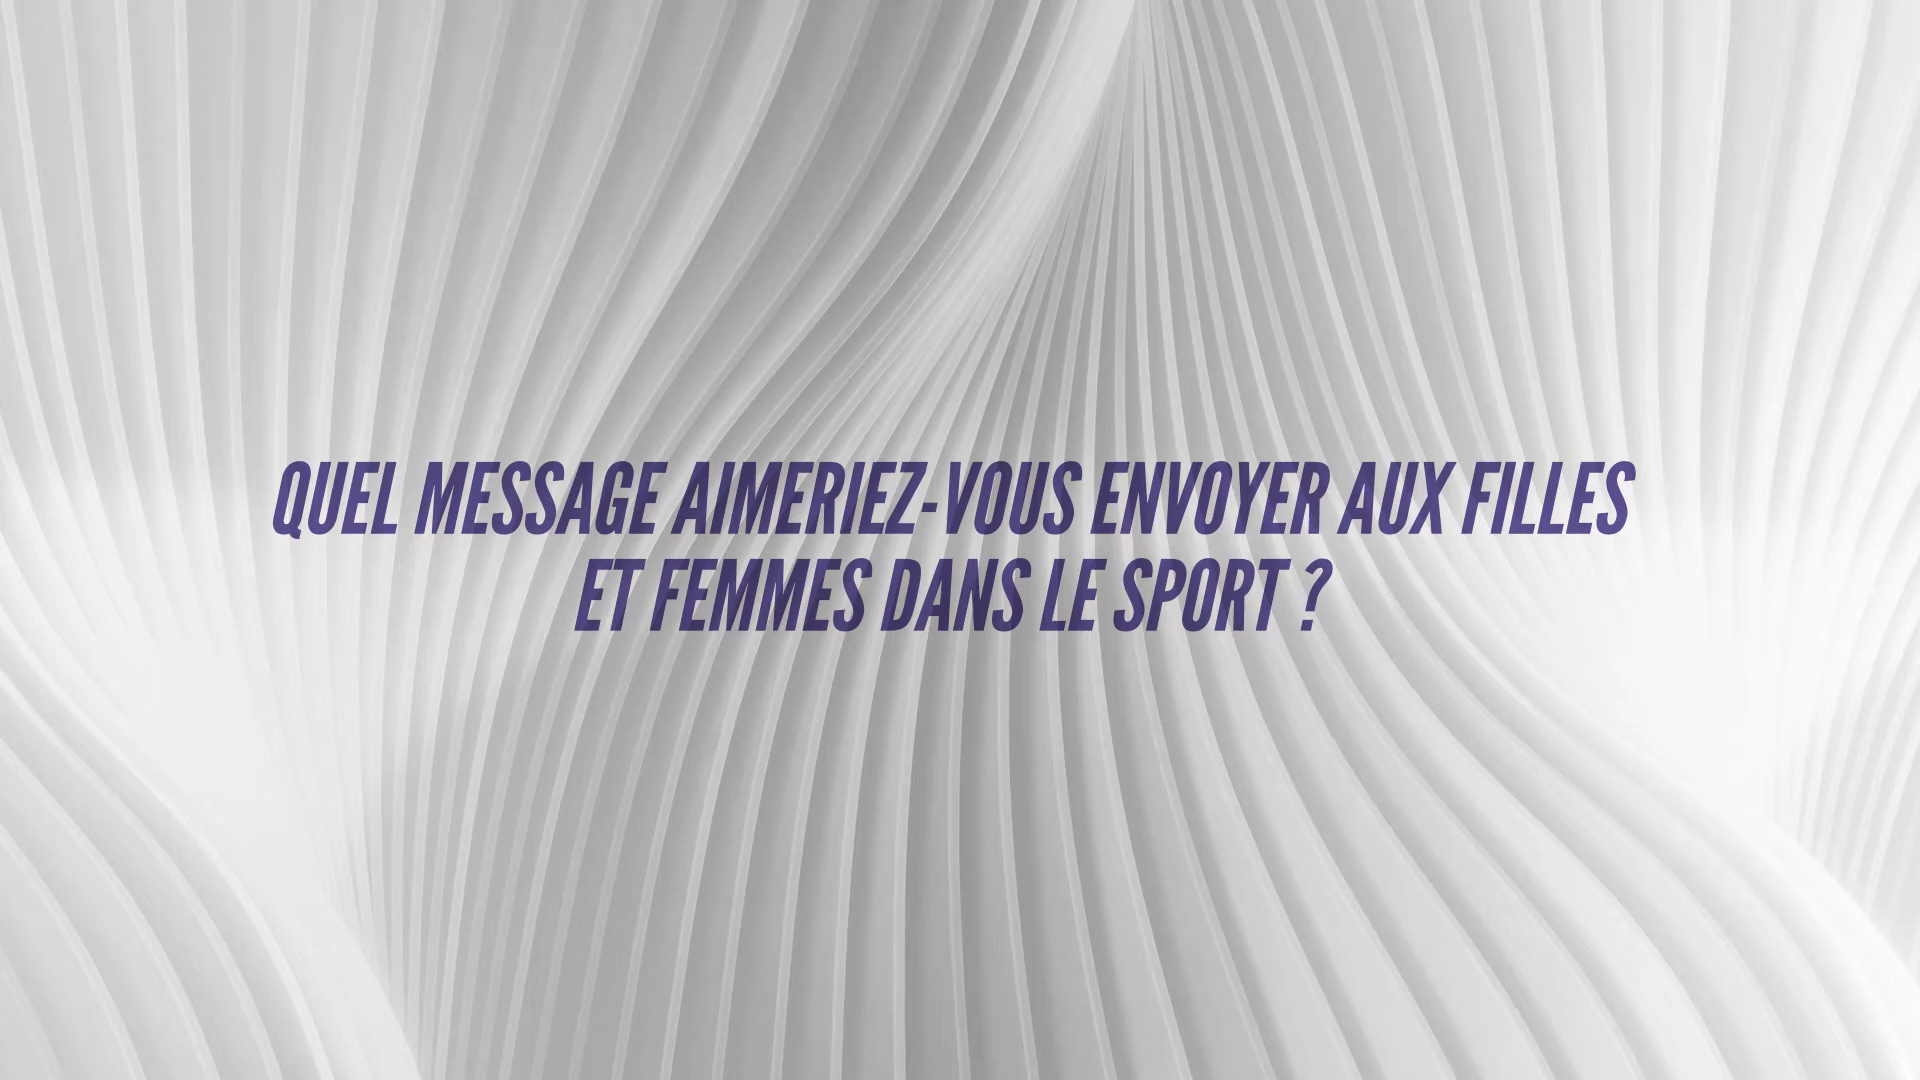 QUEL MESSAGE AIMERIEZ-VOUS ENVOYER AUX FILLES
ET FEMMES DANS LE SPORT ?